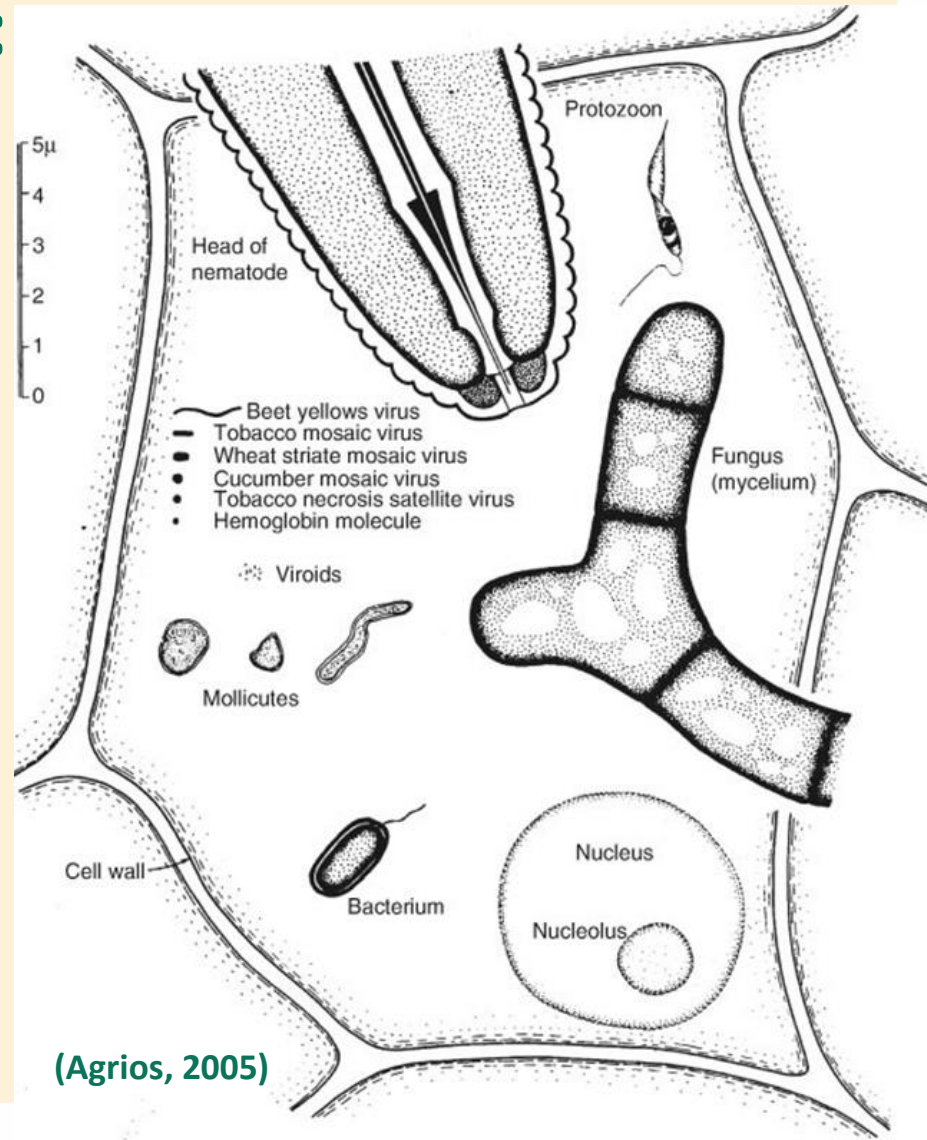 Protozoon
5μ
4
3
2
1
0
Head of
nematode
Beet yellows virus
Tobacco mosaic virus
Wheat striate mosaic virus
Cucumber mosaic virus
Tobacco necrosis satellite virus
Hemoglobin molecule
Fungus
(mycelium)
Viroids
Mollicutes
Cell wall
Bacterium
Nucleus
Nucleolus
(Agrios, 2005)